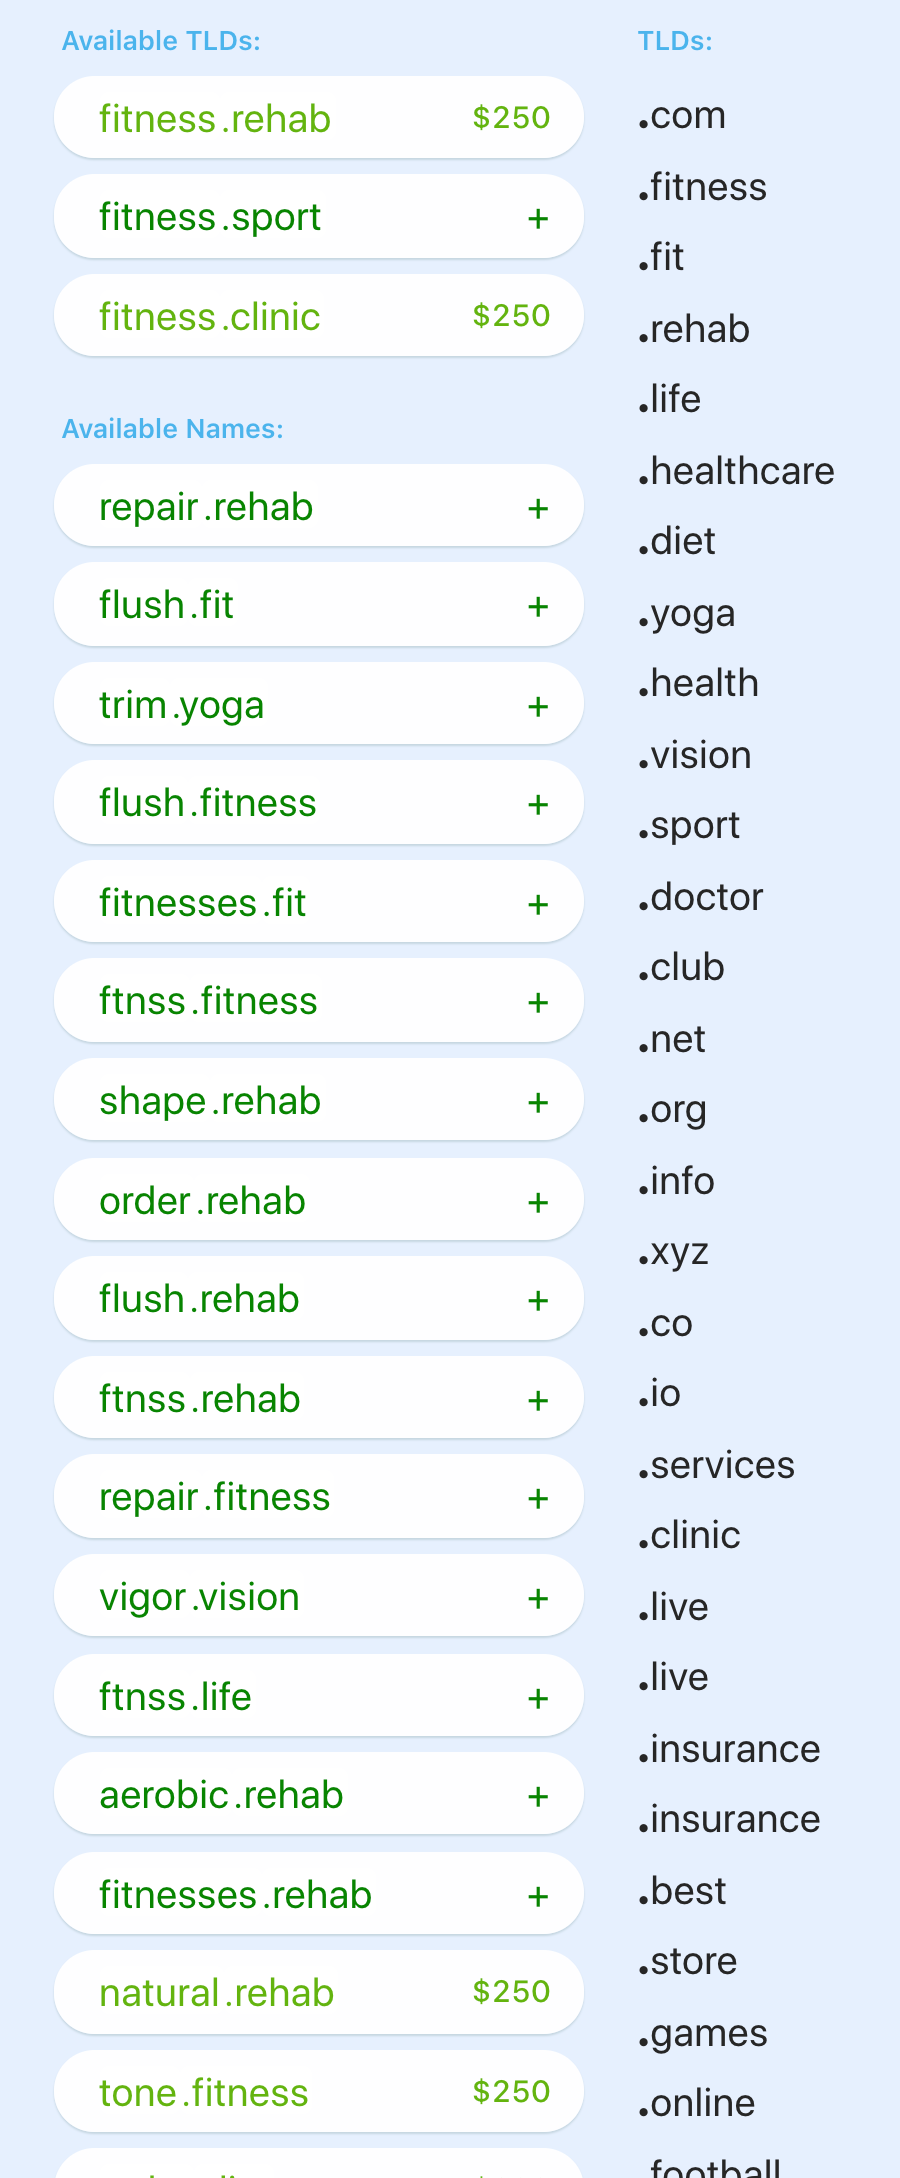 Available TLDs:
fitness.rehab $250
fitness.sport +
fitness.clinic $250
Available Names:
repair.rehab +
flush.fit +
trim.yoga +
flush.fitness +
fitnesses.fit +
ftnss.fitness +
shape.rehab +
order.rehab +
flush.rehab +
ftnss.rehab +
repair.fitness +
vigor.vision +
ftnss.life +
aerobic.rehab +
fitnesses.rehab +
natural.rehab $250
tone.fitness $250
TLDs:
.com
.fitness
.fit
.rehab
.life
.healthcare
.diet
.yoga
.health
.vision
.sport
.doctor
.club
.net
.org
.info
.xyz
.co
.io
.services
.clinic
.live
.live
.insurance
.insurance
.best
.store
.games
.online
.football